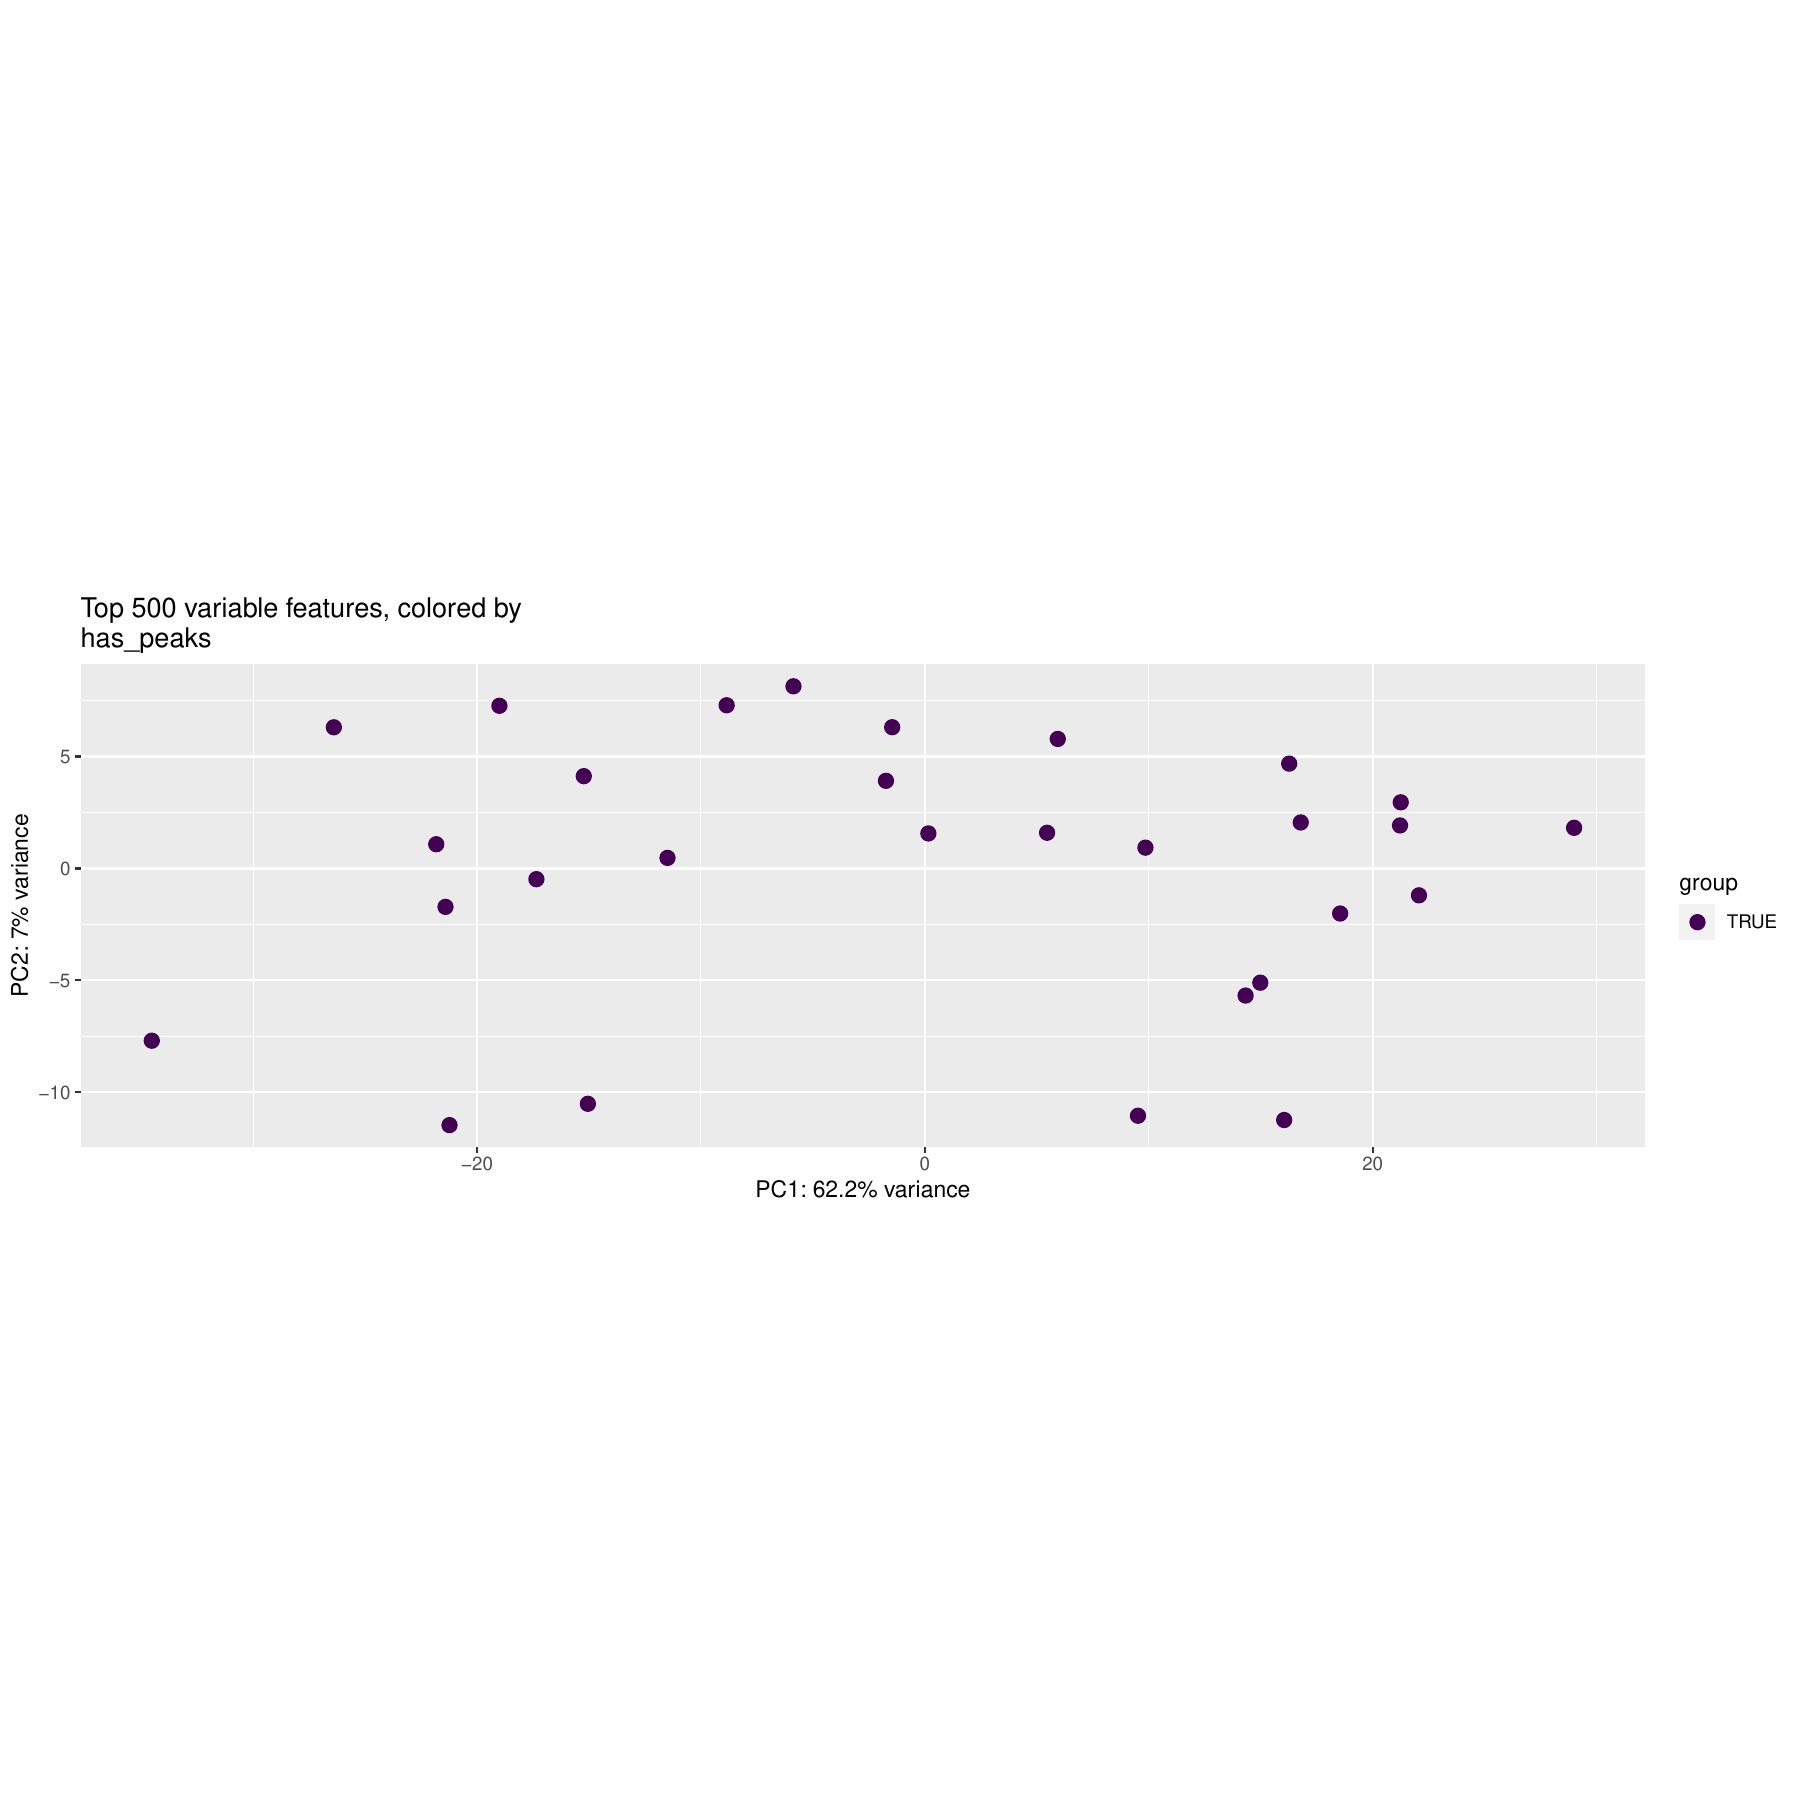 Top 500 variable features, colored by
has_peaks
5
0
−5
−10
PC2: 7% variance
−20
0
20
PC1: 62.2% variance
group
TRUE